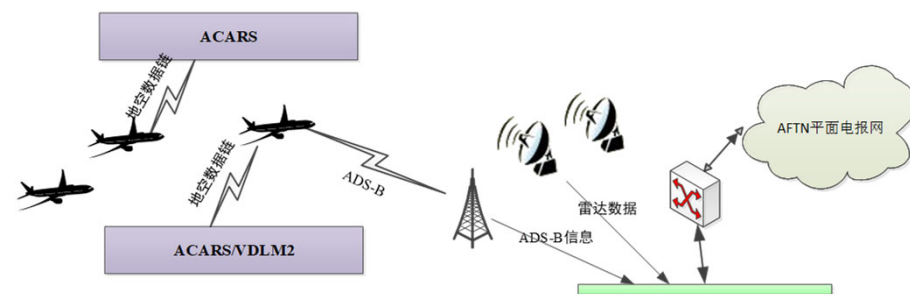 ACARS
地空数据链
地空数据链
ADS-B
AFTN平面电报网
雷达数据
ADS-B信息
ACARS/VDLM2